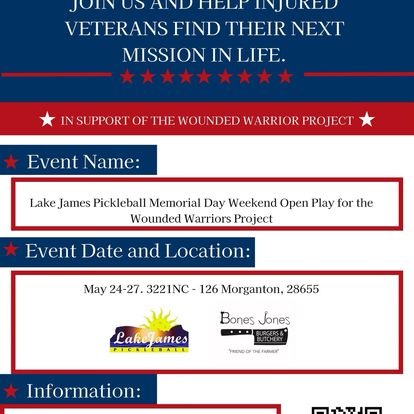 JOIN US AND HELP INJURED
VETERANS FIND THEIR NEXT
MISSION IN LIFE.
IN SUPPORT OF THE WOUNDED WARRIOR PROJECT
Event Name:
Lake James Pickleball Memorial Day Weekend Open Play for the
Wounded Warriors Project
Event Date and Location:
May 24-27. 3221NC - 126 Morganton, 28655
Lake James
PICKLEBALL
BONES JONES
BURGERS &
BUTCHERY
"FRIEND OF THE FARMER"
Information: